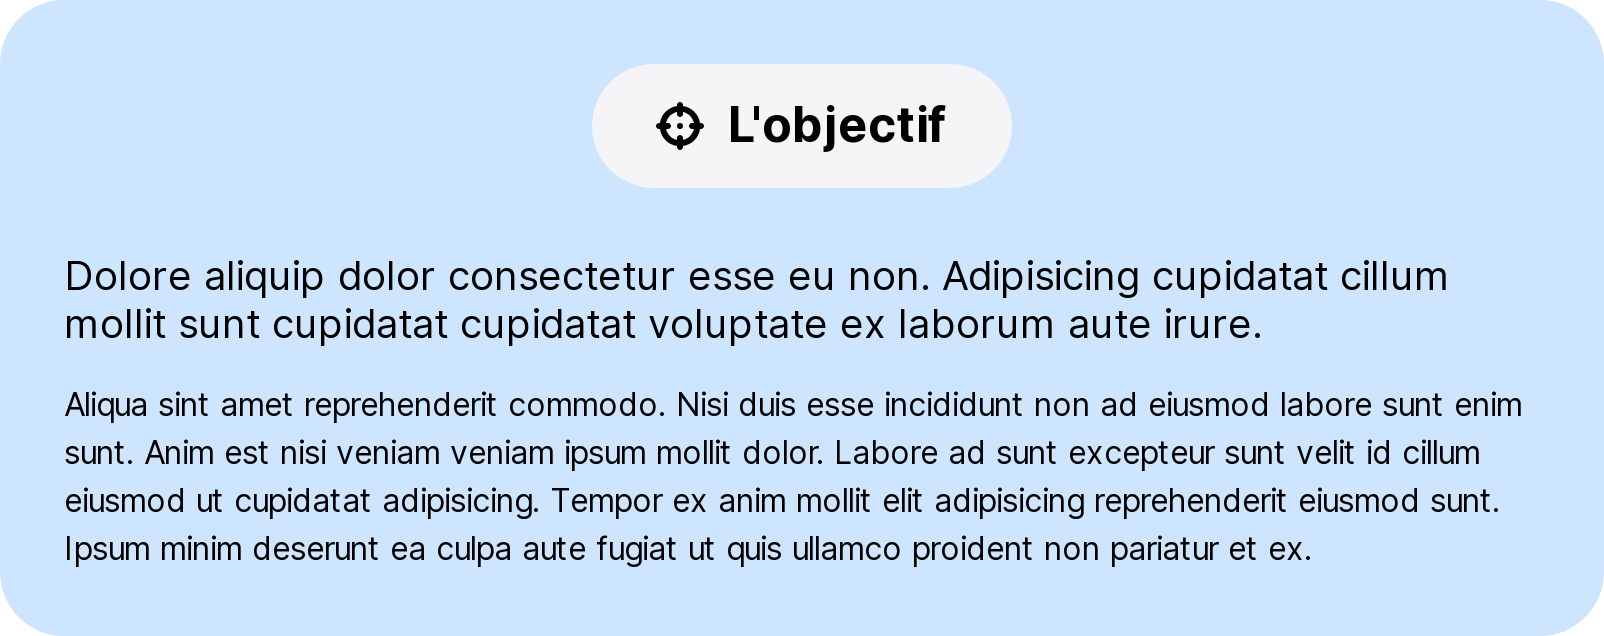 L'objectif
Dolore aliquip dolor consectetur esse eu non. Adipisicing cupidatat cillum
mollit sunt cupidatat cupidatat voluptate ex laborum aute irure.
Aliqua sint amet reprehenderit commodo. Nisi duis esse incididunt non ad eiusmod labore sunt enim
sunt. Anim est nisi veniam veniam ipsum mollit dolor. Labore ad sunt excepteur sunt velit id cillum
eiusmod ut cupidatat adipisicing. Tempor ex anim mollit elit adipisicing reprehenderit eiusmod sunt.
Ipsum minim deserunt ea culpa aute fugiat ut quis ullamco proident non pariatur et ex.